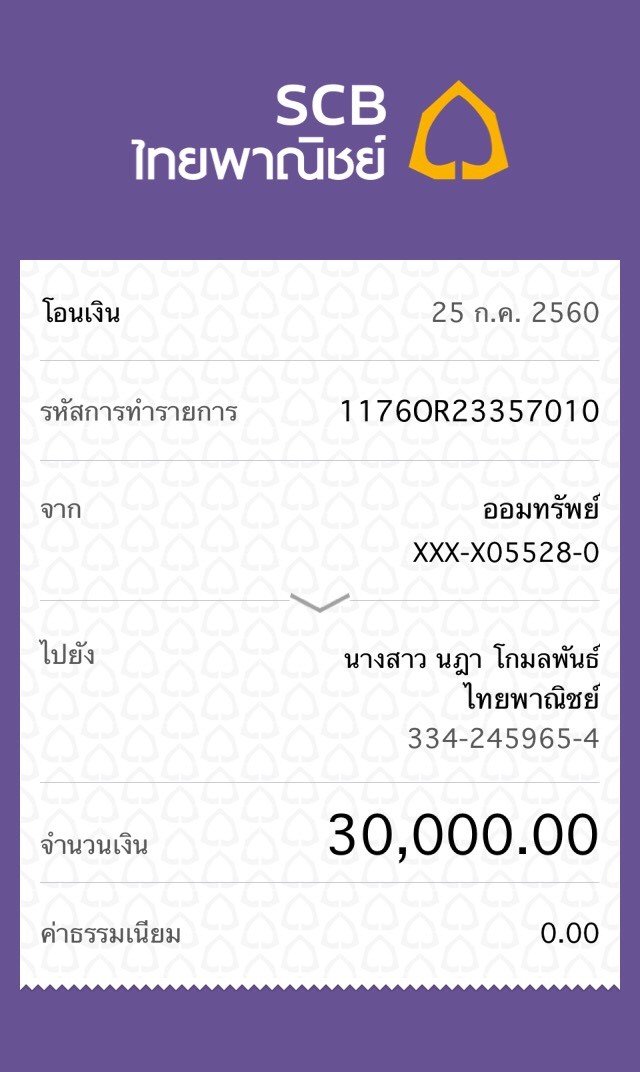 SCB
ไทยพาณิชย์
โอนเงิน 25 ก.ค. 2560
รหัสการทำรายการ 1176OR23357010
จาก ออมทรัพย์
XXX-X05528-0
ไปยัง นางสาว นฎา โกมลพันธ์
ไทยพาณิชย์
334-245965-4
จำนวนเงิน 30,000.00
ค่าธรรมเนียม 0.00